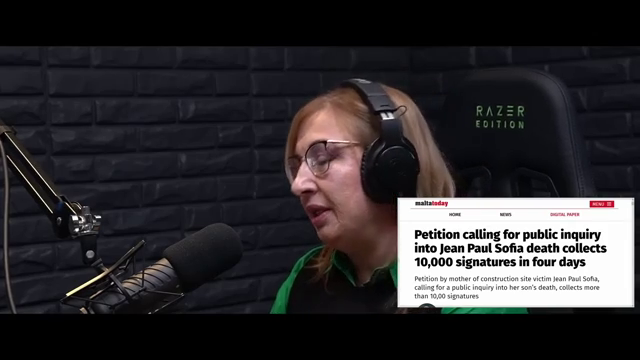 RAZER
EDITION
maltatoday
MENU
HOME NEWS DIGITAL PAPER
Petition calling for public inquiry
into Jean Paul Sofia death collects
10,000 signatures in four days
Petition by mother of construction site victim Jean Paul Sofia,
calling for a public inquiry into her son's death, collects more
than 10,00 signatures